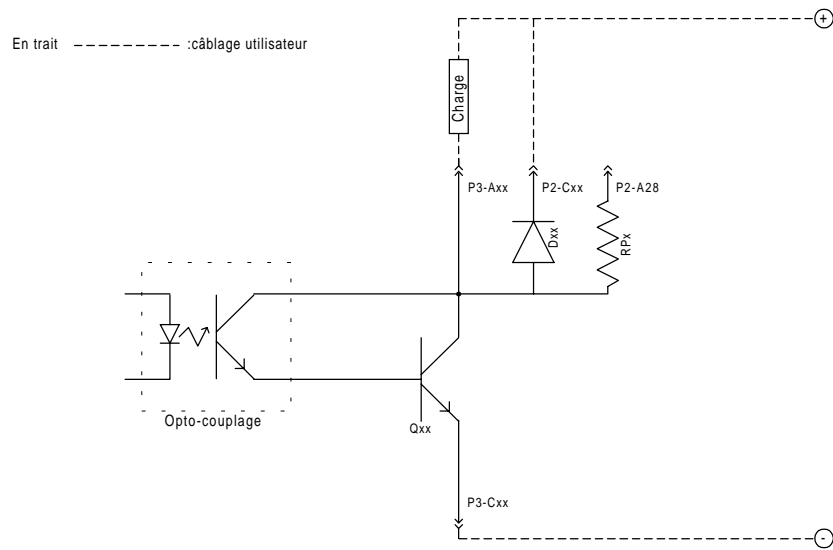 +
En trait :câblage utilisateur
Charge
P3-Axx
P2-Cxx
P2-A28
Dxx
RPx
Opto-couplage
Qxx
P3-Cxx
-